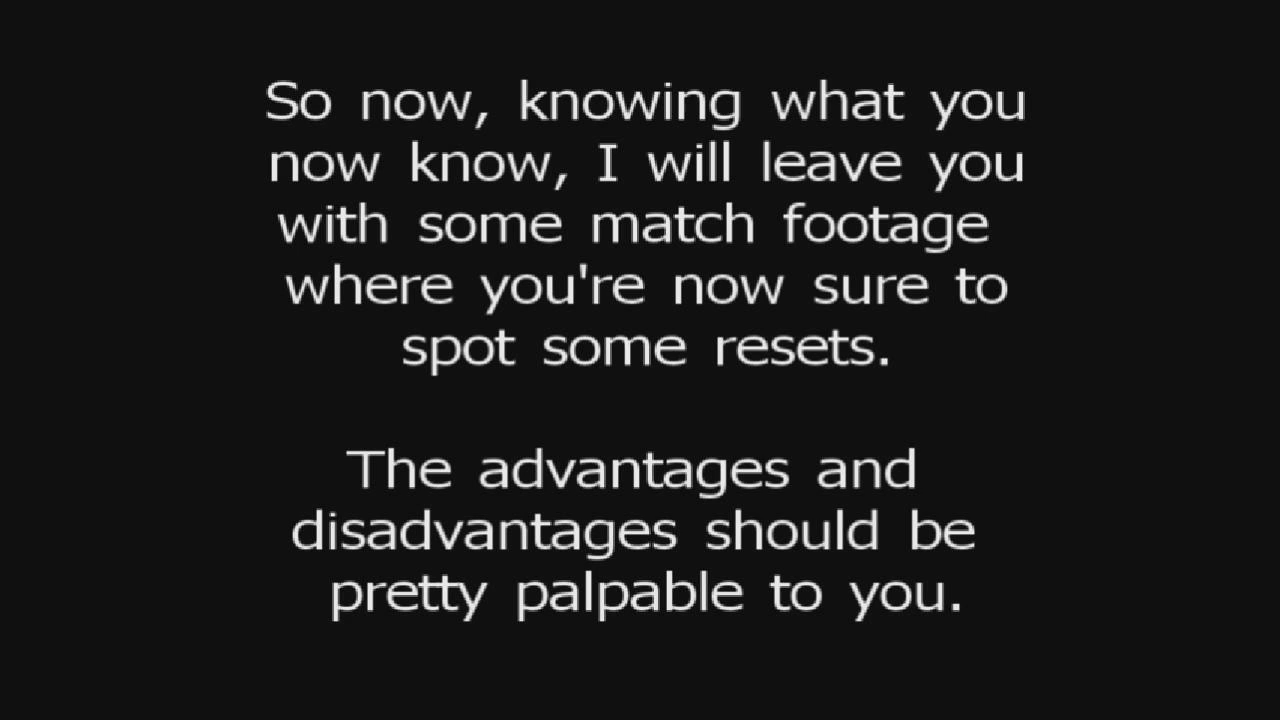 So now, knowing what you
now know, I will leave you
with some match footage
where you're now sure to
spot some resets.
The advantages and
disadvantages should be
pretty palpable to you.